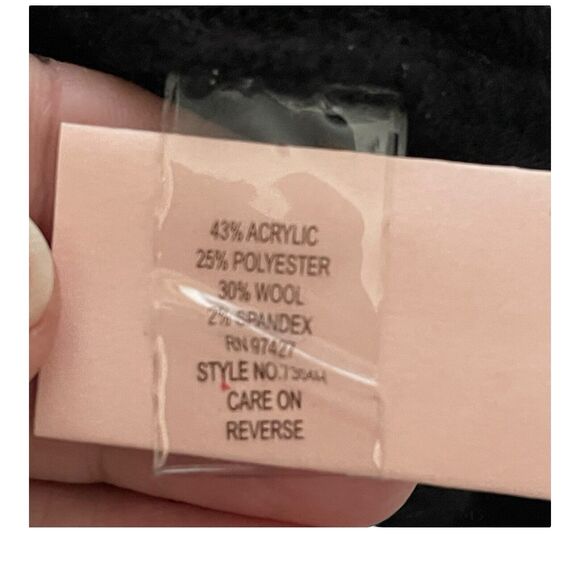 43% ACRYLIC
25% POLYESTER
30% WOOL
2% SPANDEX
RN 97427
STYLE NO.
CARE ON
REVERSE